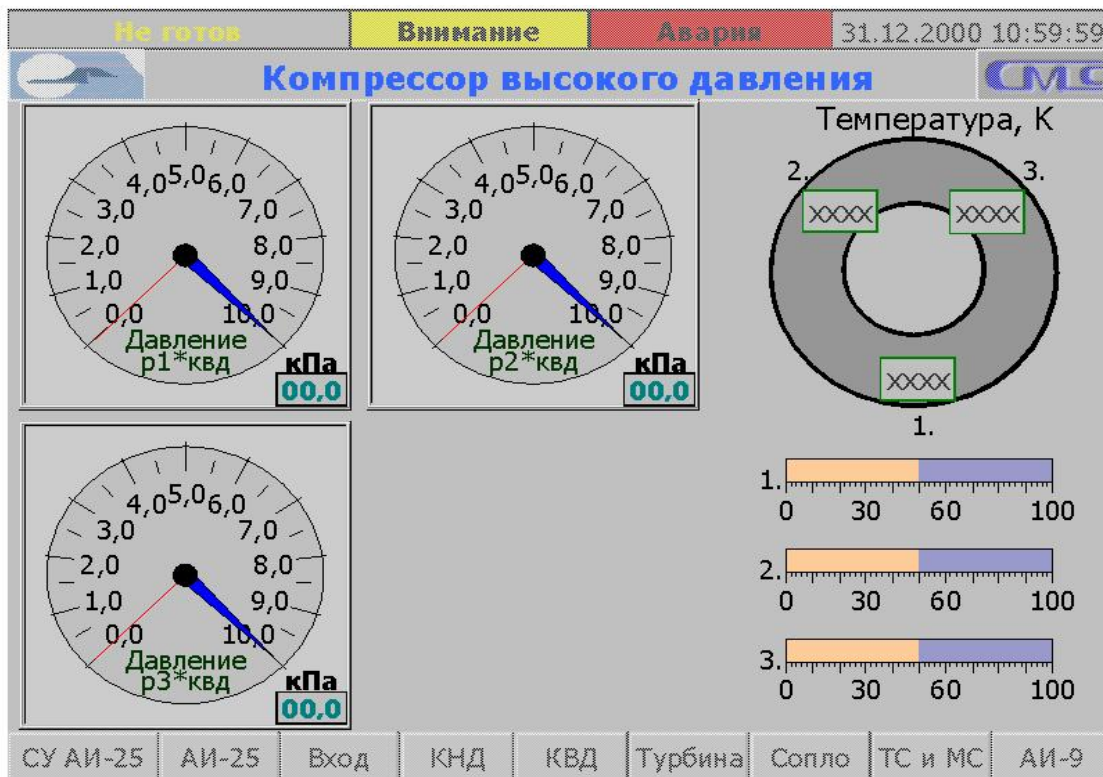 Не готов
Внимание
Авария
31.12.2000 10:59:59
Компрессор высокого давления
0,0 1,0 2,0 3,0 4,0 5,0 6,0 7,0 8,0 9,0 10,0
Давление
р1*квд
кПа
00,0
0,0 1,0 2,0 3,0 4,0 5,0 6,0 7,0 8,0 9,0 10,0
Давление
р2*квд
кПа
00,0
Температура, К
2.
3.
XXXX
XXXX
XXXX
1.
0,0 1,0 2,0 3,0 4,0 5,0 6,0 7,0 8,0 9,0 10,0
Давление
р3*квд
кПа
00,0
1.
0 30 60 100
2.
0 30 60 100
3.
0 30 60 100
СУ АИ-25
АИ-25
Вход
КНД
КВД
Турбина
Сопло
ТС и МС
АИ-9